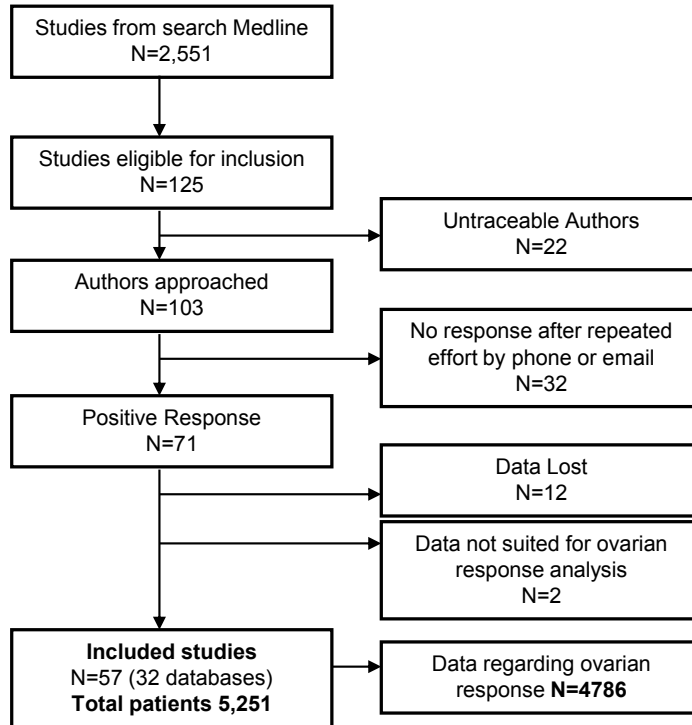 Studies from search Medline
N=2,551
Studies eligible for inclusion
N=125
Untraceable Authors
N=22
Authors approached
N=103
No response after repeated
effort by phone or email
N=32
Positive Response
N=71
Data Lost
N=12
Data not suited for ovarian
response analysis
N=2
Included studies
N=57 (32 databases)
Total patients 5,251
Data regarding ovarian
response N=4786